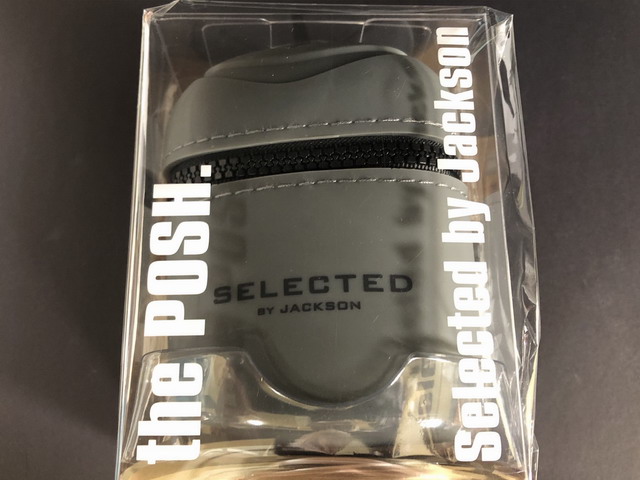 the POSH.
SELECTED
BY JACKSON
Selected by Jackson